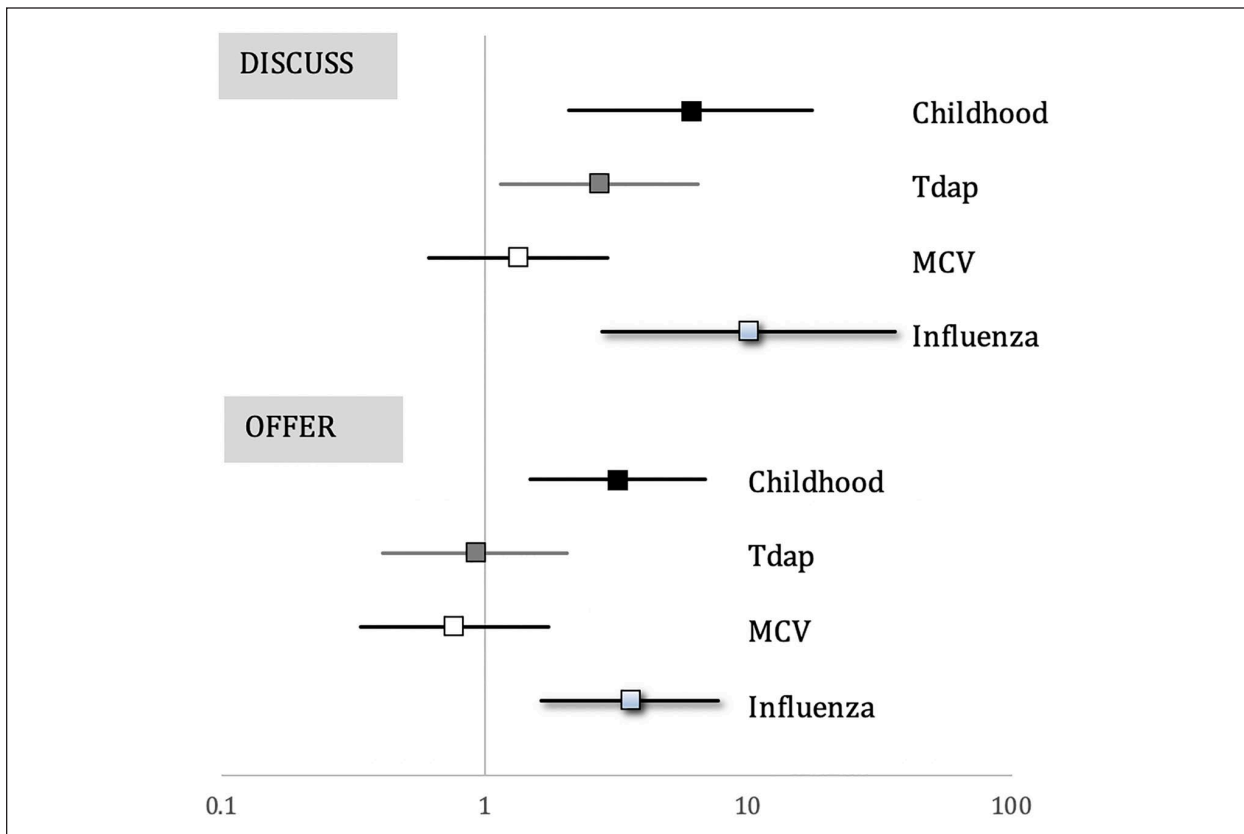 DISCUSS
Childhood
Tdap
MCV
Influenza
OFFER
Childhood
Tdap
MCV
Influenza
0.1 1 10 100